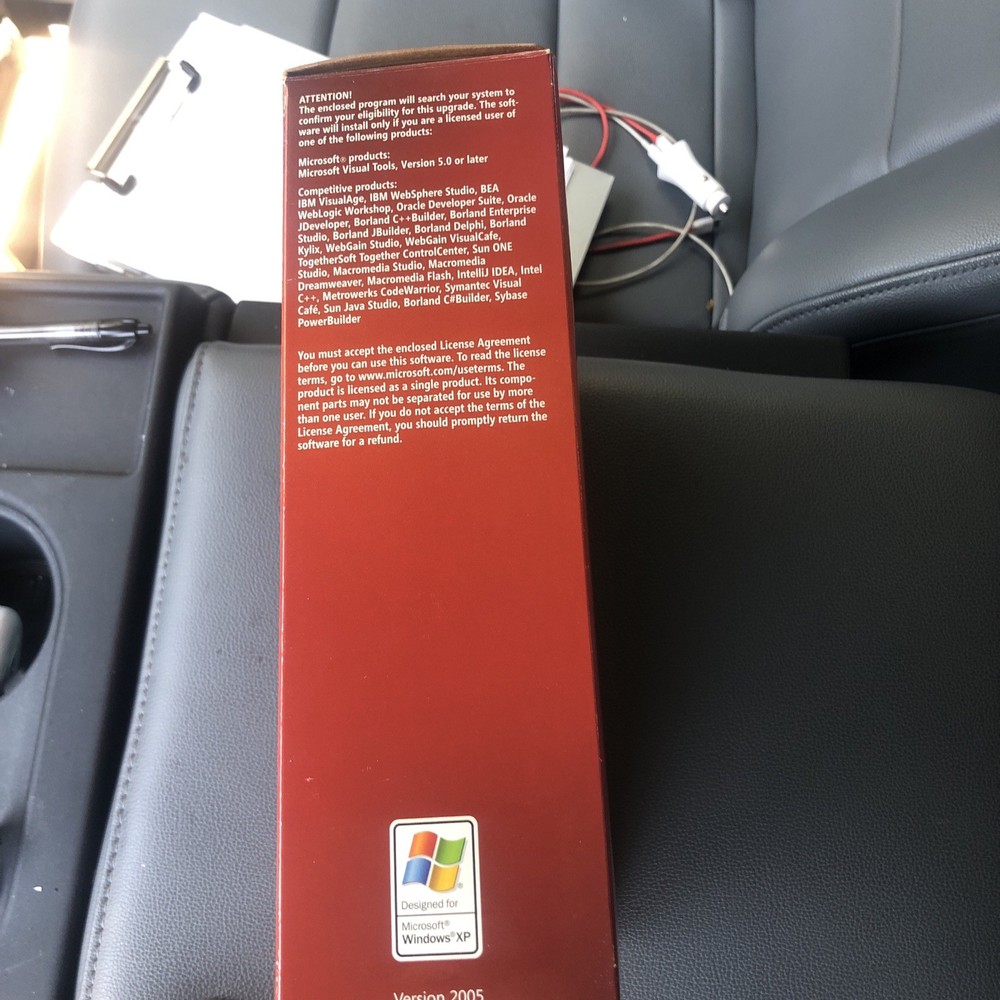 ATTENTION!
The enclosed program will search your system to
confirm your eligibility for this upgrade. The soft-
ware will install only if you are a licensed user of
one of the following products:
Microsoft® products:
Microsoft Visual Tools, Version 5.0 or later
Competitive products:
IBM VisualAge, IBM WebSphere Studio, BEA
WebLogic Workshop, Oracle Developer Suite, Oracle
JDeveloper, Borland C++Builder, Borland Enterprise
Studio, Borland JBuilder, Borland Delphi, Borland
Kylix, WebGain Studio, WebGain VisualCafe,
TogetherSoft Together ControlCenter, Sun ONE
Studio, Macromedia Studio, Macromedia
Dreamweaver, Macromedia Flash, IntelliJ IDEA, Intel
C++, Metrowerks CodeWarrior, Symantec Visual
Café, Sun Java Studio, Borland C#Builder, Sybase
PowerBuilder
You must accept the enclosed License Agreement
before you can use this software. To read the license
terms, go to www.microsoft.com/useterms. The
product is licensed as a single product. Its compo-
nent parts may not be separated for use by more
than one user. If you do not accept the terms of the
License Agreement, you should promptly return the
software for a refund.
Designed for
Microsoft®
Windows®XP
Version 2005